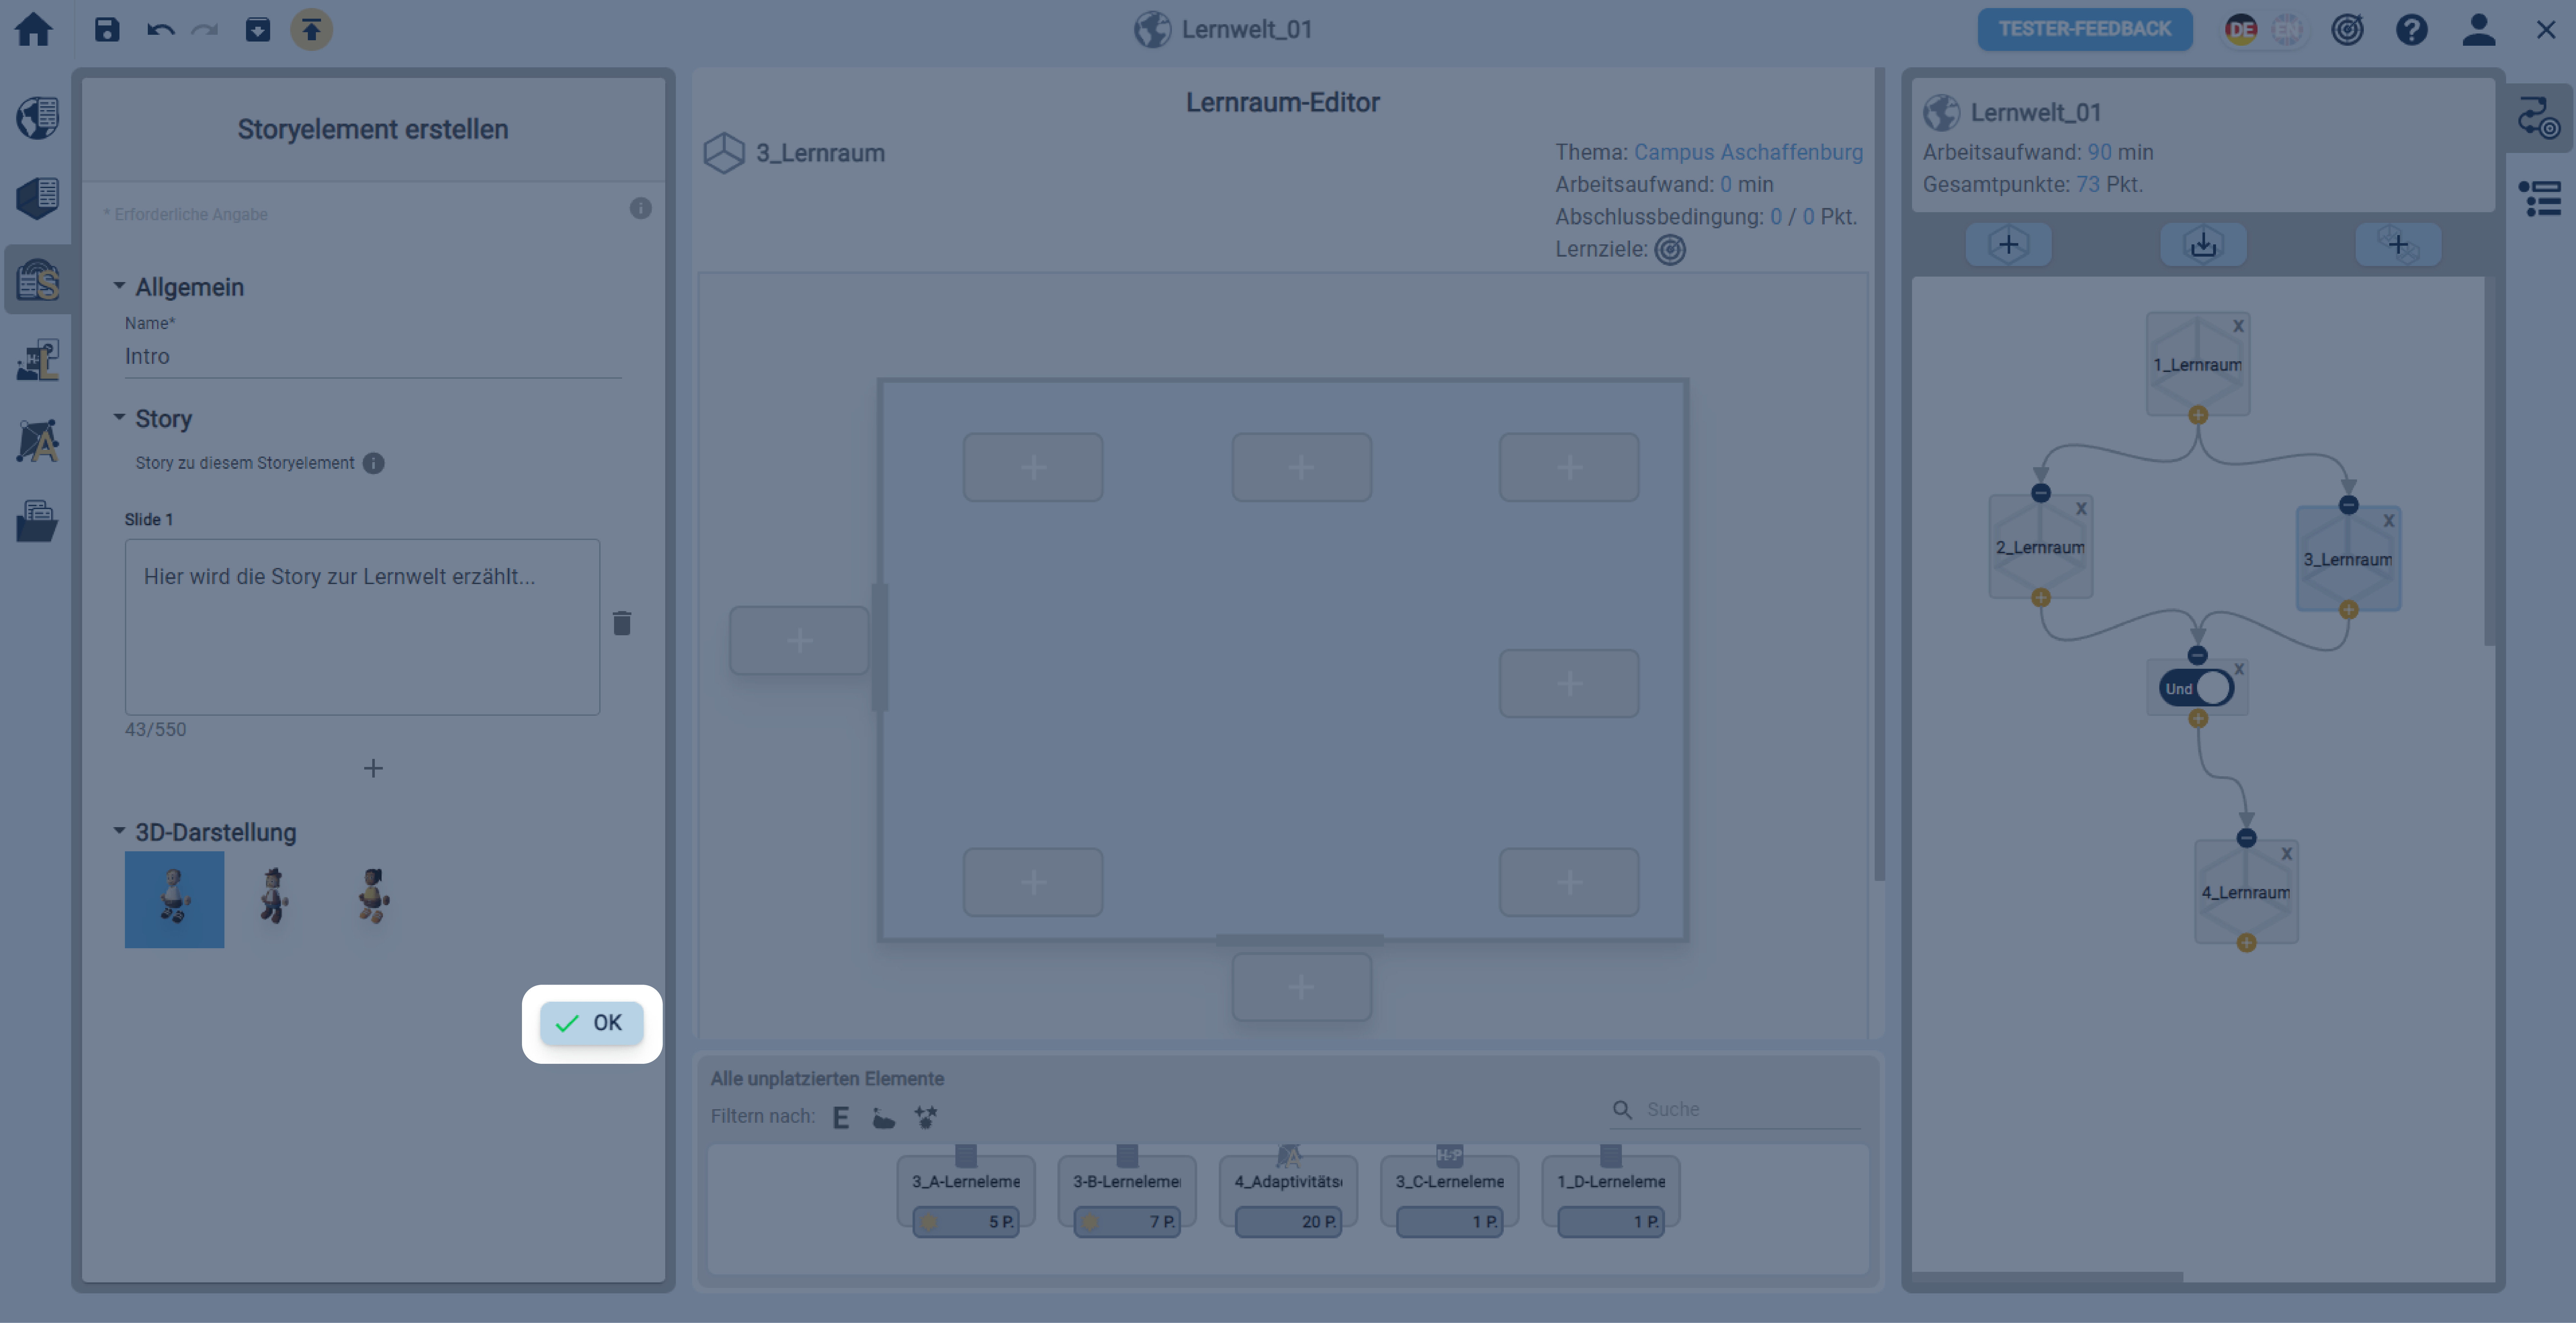 Lernwelt_01
TESTER-FEEDBACK
DE
EN
Storyelement erstellen
* Erforderliche Angabe
Allgemein
Name*
Intro
Story
Story zu diesem Storyelement
Slide 1
Hier wird die Story zur Lernwelt erzählt...
43/550
3D-Darstellung
OK
Lernraum-Editor
3_Lernraum
Thema: Campus Aschaffenburg
Arbeitsaufwand: 0 min
Abschlussbedingung: 0 / 0 Pkt.
Lernziele:
Alle unplatzierten Elemente
Filtern nach: E
Suche
3_A-Lerneleme
5 P.
3-B-Lerneleme
7 P.
4_Adaptivitäts
20 P.
H-P
3_C-Lerneleme
1 P.
1_D-Lerneleme
1 P.
Lernwelt_01
Arbeitsaufwand: 90 min
Gesamtpunkte: 73 Pkt.
1_Lernraum
X
2_Lernraum
X
3_Lernraum
X
Und
X
4_Lernraum
X
S
H-
L
A